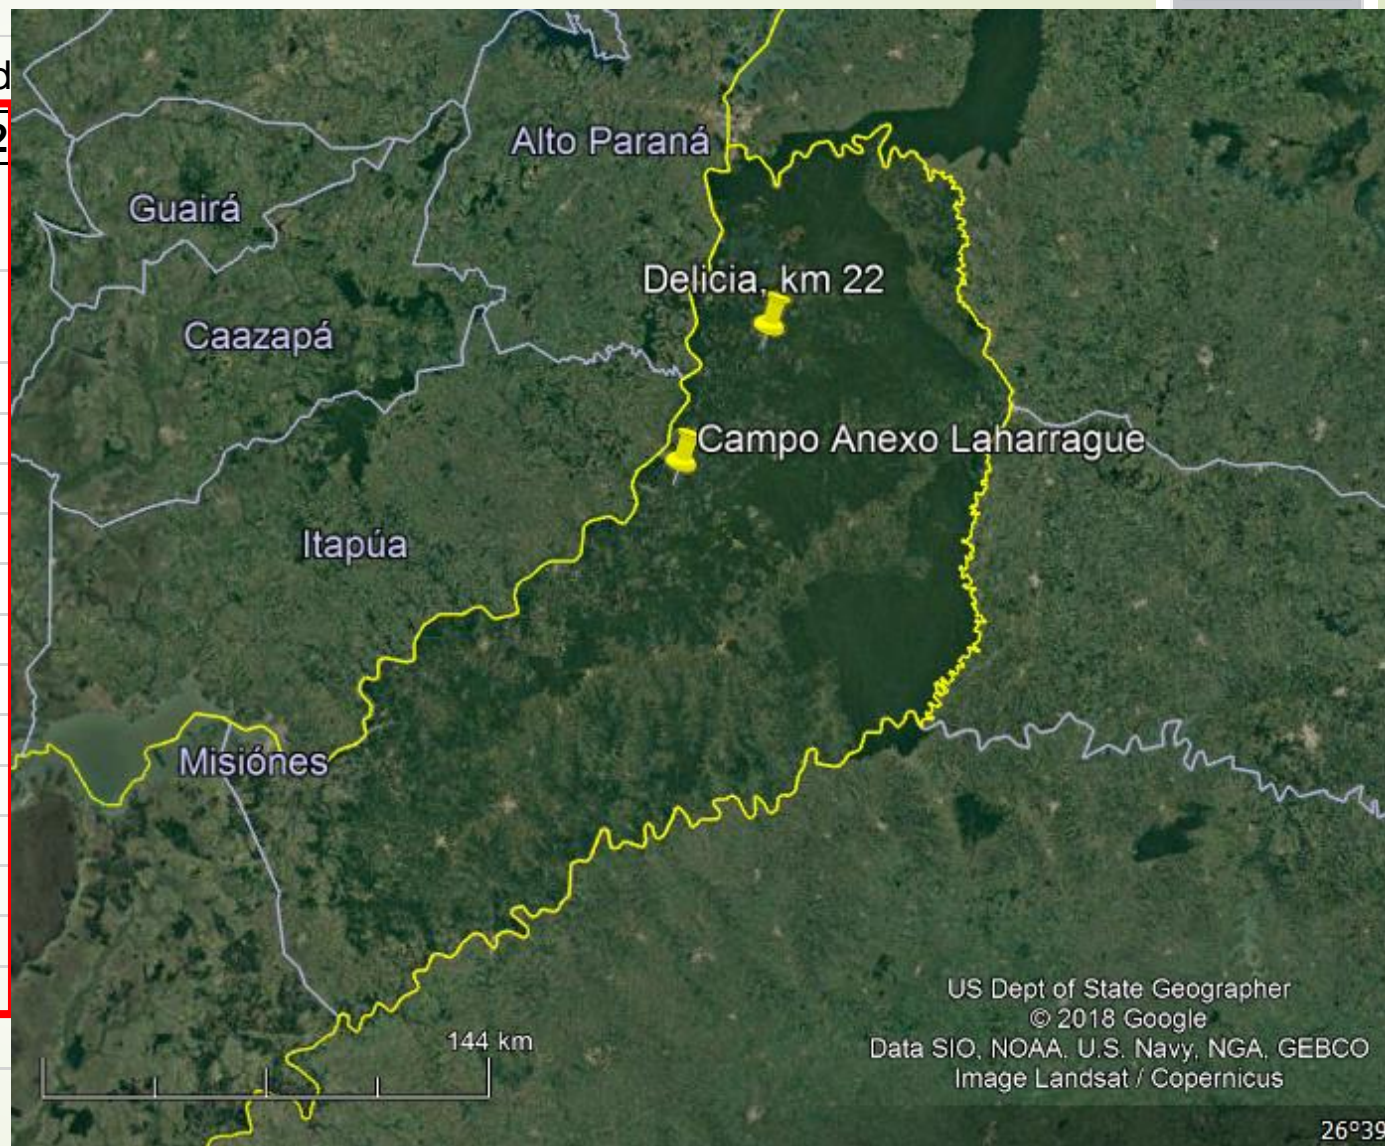 d
2
Alto Paraná
Guairá
Delicia, km 22
Caazapá
Campo Anexo Laharrague
Itapúa
Misiónes
US Dept of State Geographer
© 2018 Google
144 km
Data SIO, NOAA, U.S. Navy, NGA, GEBCO
Image Landsat / Copernicus
26°39